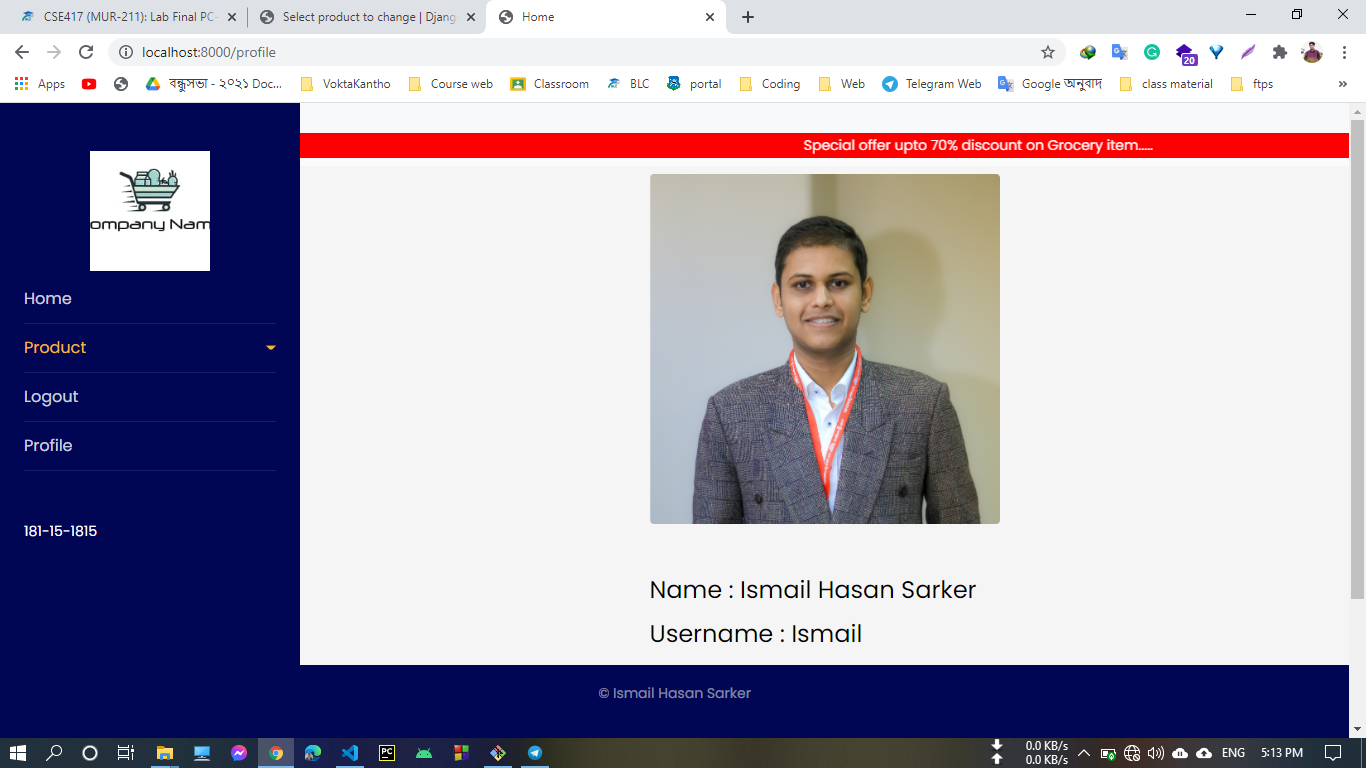 CSE417 (MUR-211): Lab Final PC-
Select product to change | Djang
Home
localhost:8000/profile
20
Apps
বন্ধুসভা - ২০২১ Doc...
VoktaKantho
Course web
Classroom
BLC
portal
Coding
Web
Telegram Web
Google অনুবাদ
class material
ftps
»
ompany Nam
Home
Product
Logout
Profile
181-15-1815
Special offer upto 70% discount on Grocery item.....
Name : Ismail Hasan Sarker
Username : Ismail
© Ismail Hasan Sarker
PC
0.0 KB/s
0.0 KB/s
ENG
5:13 PM